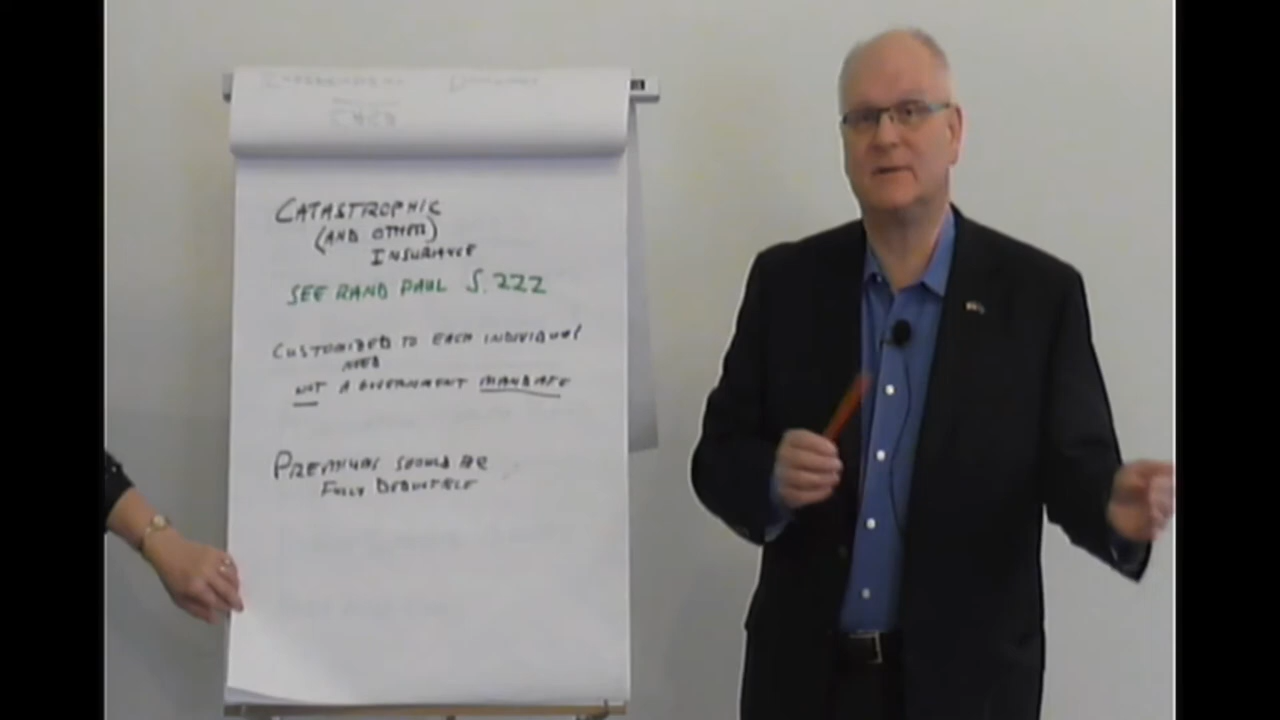 CATASTROPHIC
(AND OTHER)
INSURANCE
SEE RAND PAUL S.222
CUSTOMIZED TO EACH INDIVIDUAL
NEED
NOT A GOVERNMENT MANDATE
PREMIUMS SHOULD BE
FULLY DEDUCTIBLE